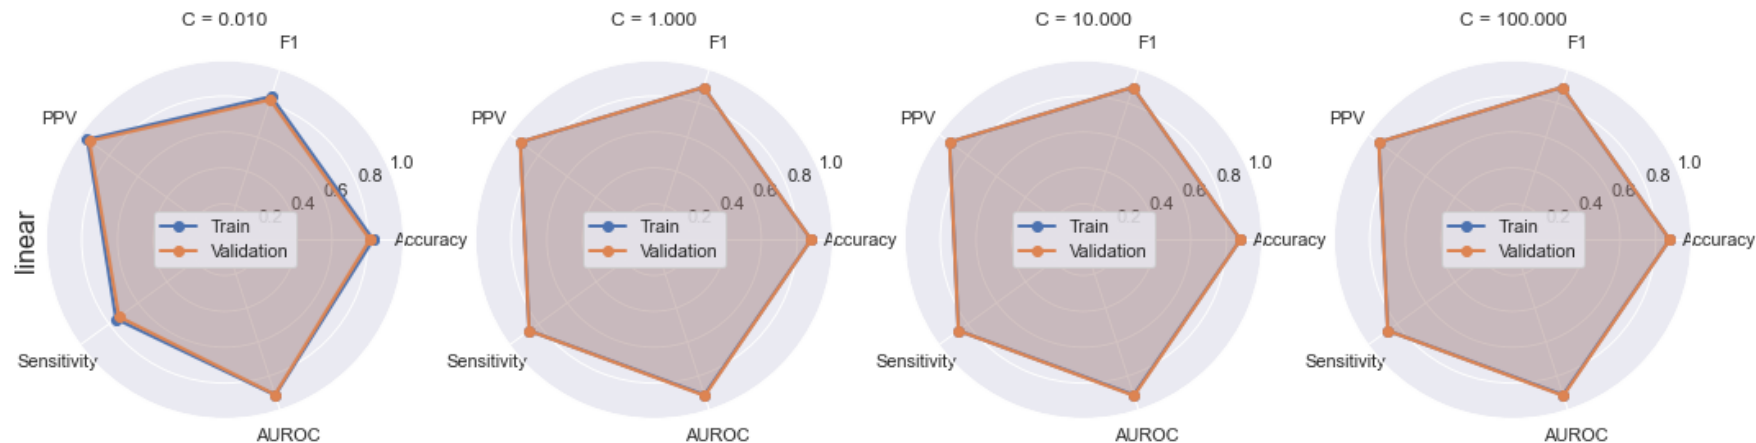 C = 0.010
F1
PPV
1.0
0.8
0.6
0.4
0.2
Accuracy
Train
Validation
Sensitivity
AUROC
linear
C = 1.000
F1
PPV
1.0
0.8
0.6
0.4
0.2
Accuracy
Train
Validation
Sensitivity
AUROC
C = 10.000
F1
PPV
1.0
0.8
0.6
0.4
0.2
Accuracy
Train
Validation
Sensitivity
AUROC
C = 100.000
F1
PPV
1.0
0.8
0.6
0.4
0.2
Accuracy
Train
Validation
Sensitivity
AUROC